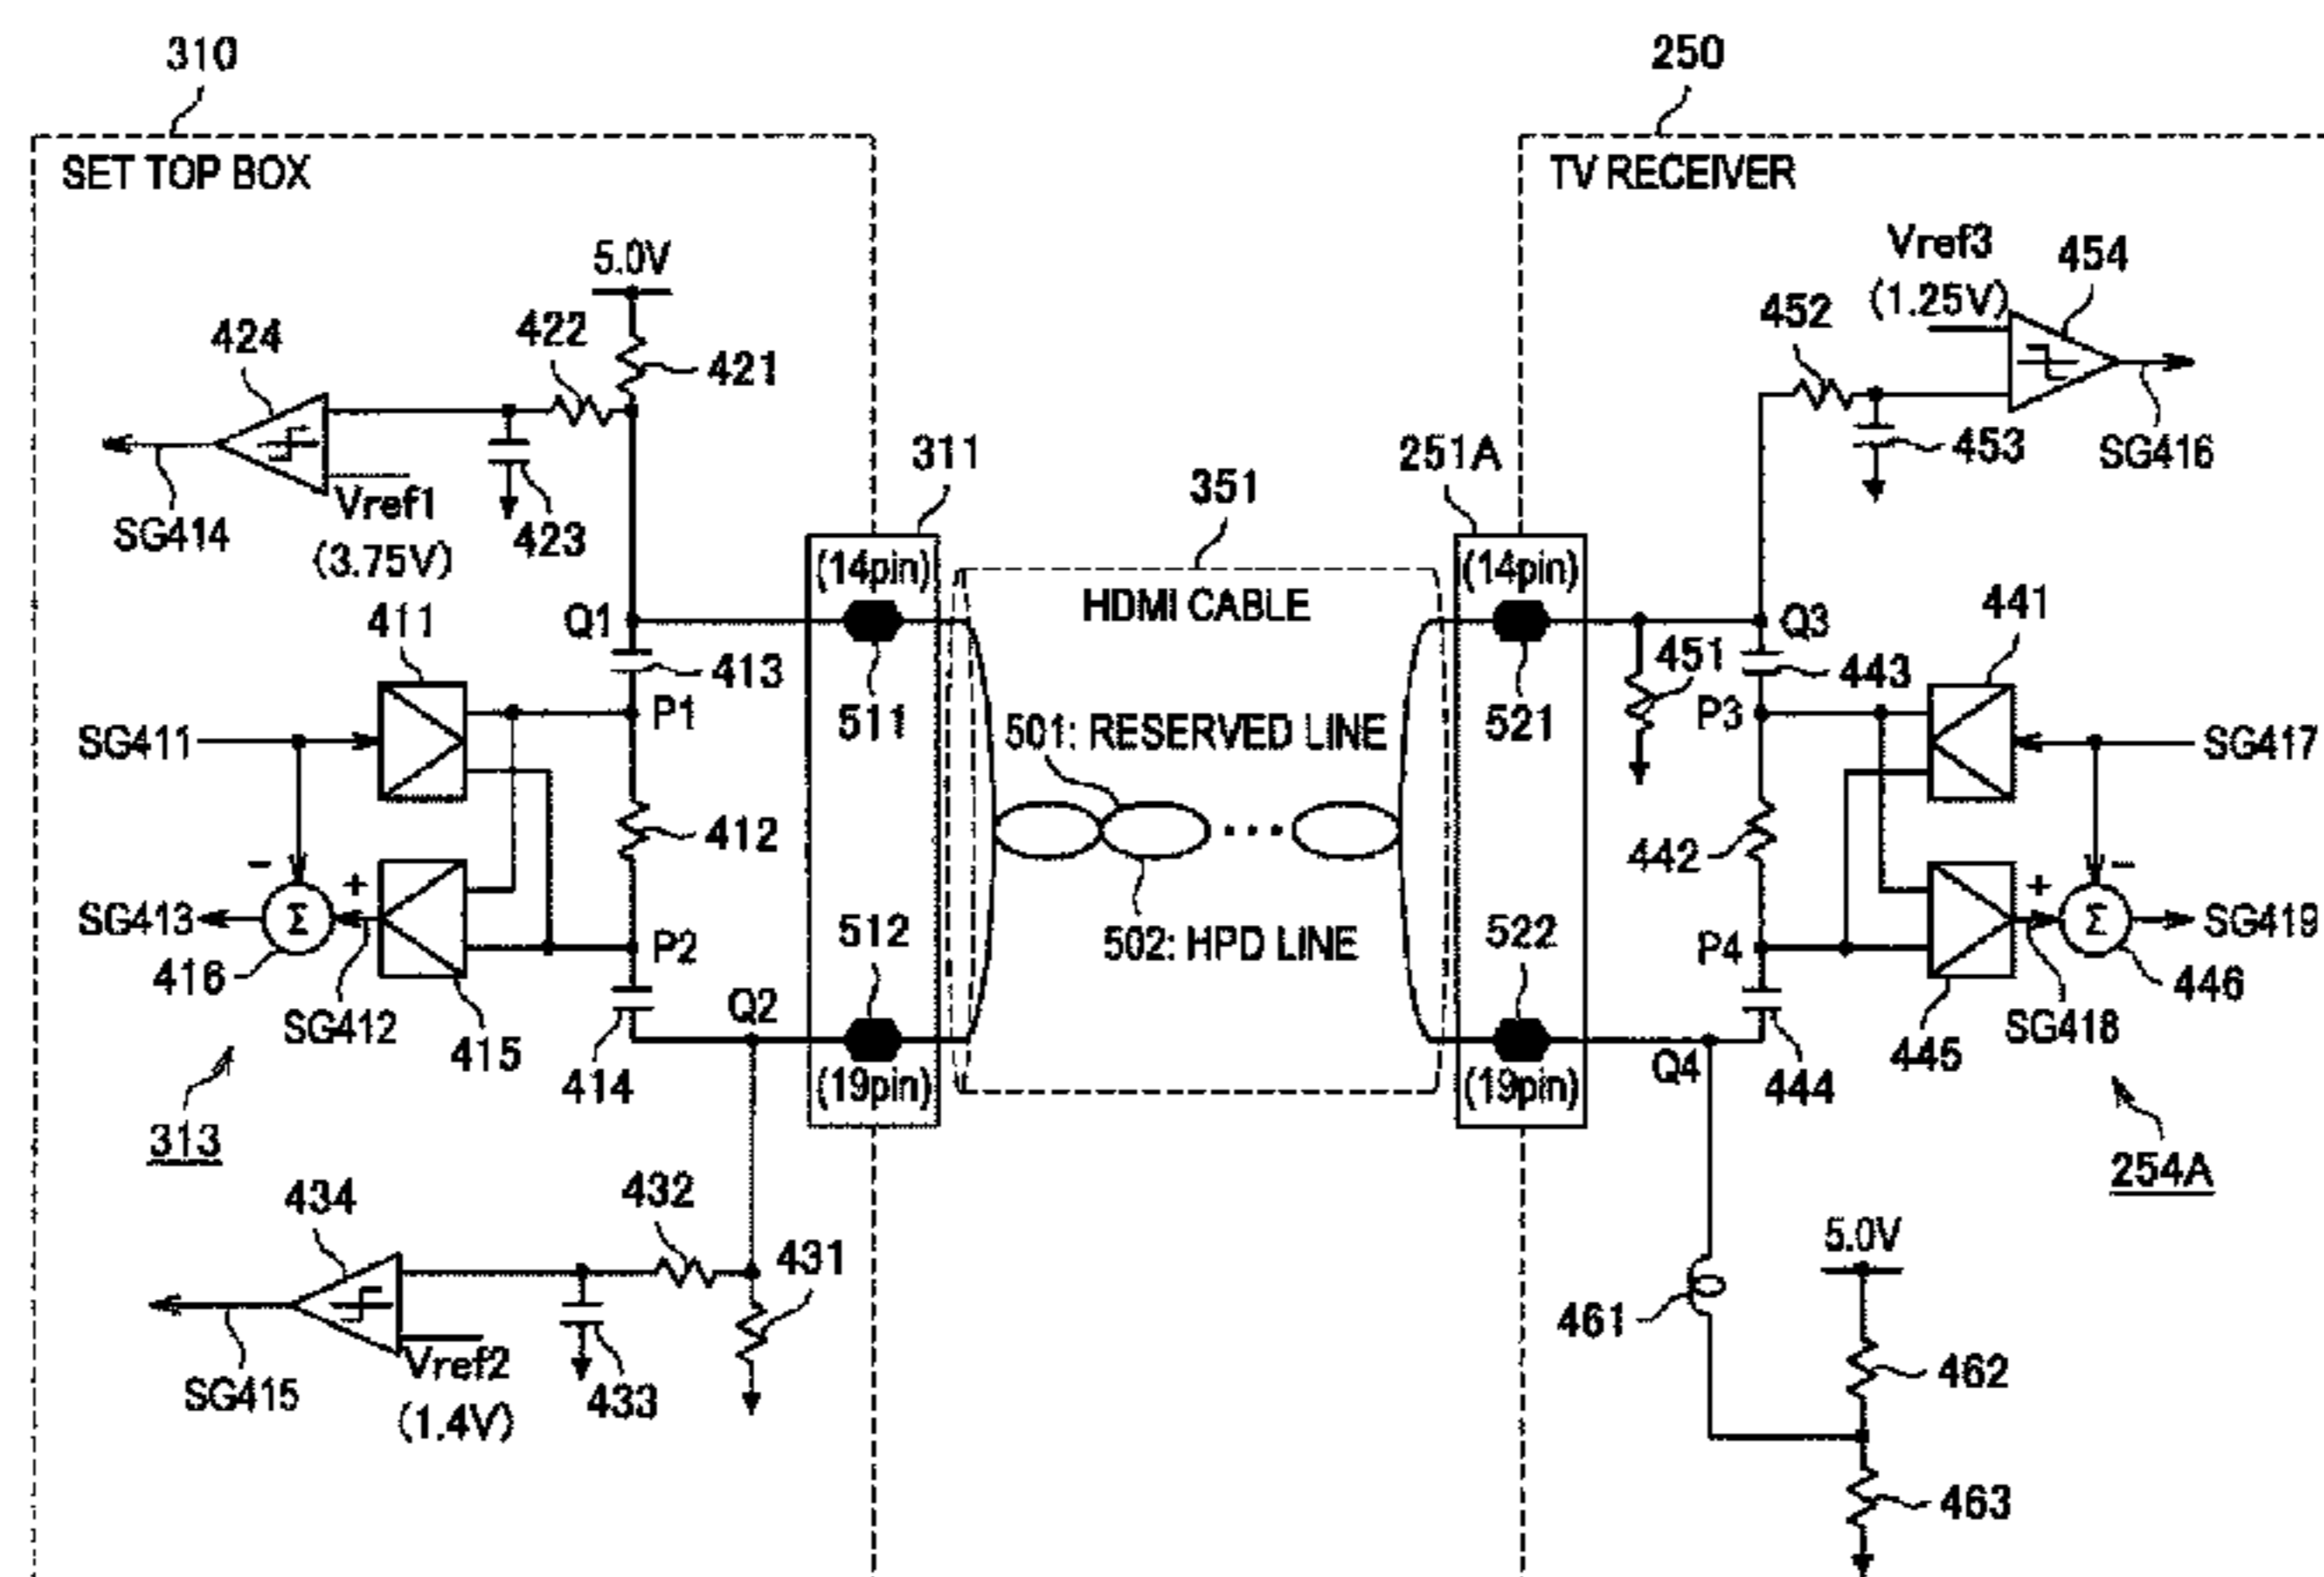 310
250
SET TOP BOX
TV RECEIVER
5.0V
Vref3
(1.25V)
454
424
422
421
452
311
251A
351
453
SG416
SG414
Vref1
(3.75V)
423
(14pin)
(14pin)
HDMI CABLE
411
Q1
413
511
521
451
Q3
443
441
SG411
P1
501: RESERVED LINE
P3
SG417
412
442
- + 
SG413
Σ
416
SG412
415
P2
512
502: HPD LINE
522
P4
+ -
Σ
SG419
446
SG418
445
414
Q2
(19pin)
(19pin)
Q4
444
313
254A
434
432
431
5.0V
461
462
SG415
Vref2
(1.4V)
433
463